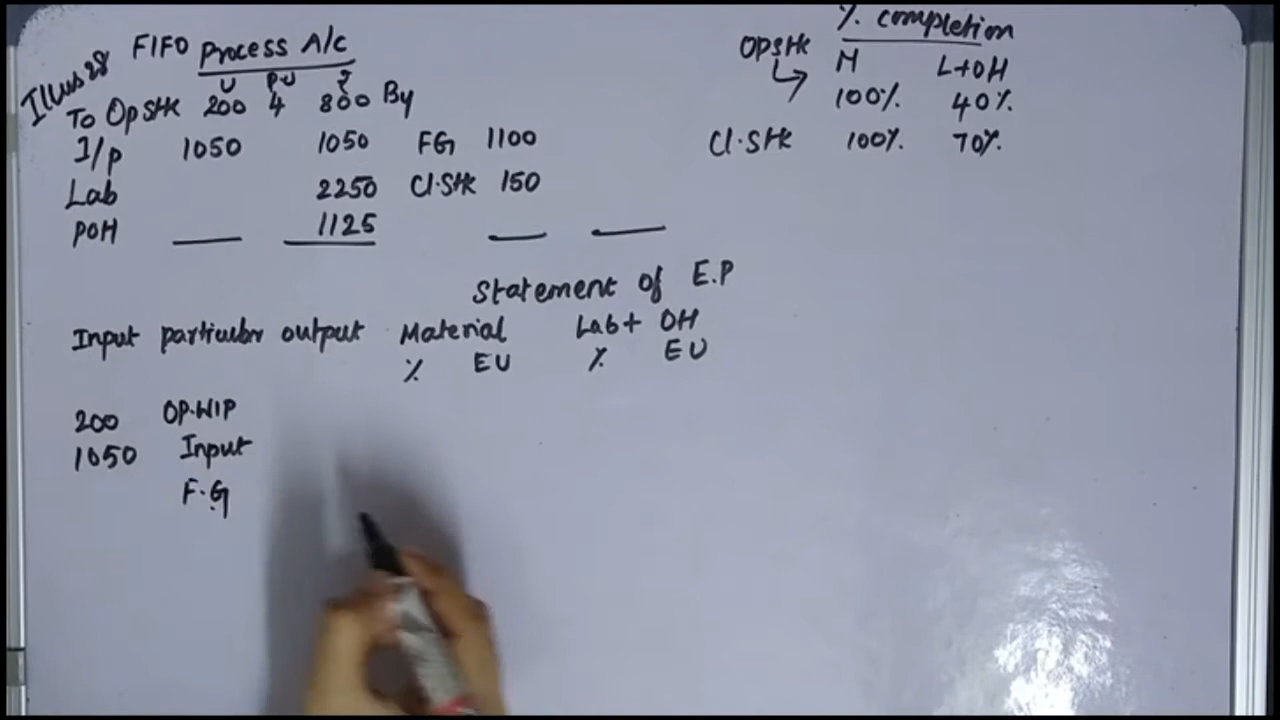 Illus 28 FIFO Process A/c
U P.U ₹
To Op Stk 200 4 800 By
I/p 1050 1050 FG 1100
Lab 2250 Cl.Stk 150
POH 1125
% completion
OpStk M L+OH
100% 40%
Cl.Stk 100% 70%
Statement of E.P
Input particular output Material Lab+ OH
% EU % EU
200 OP.WIP
1050 Input
F.G